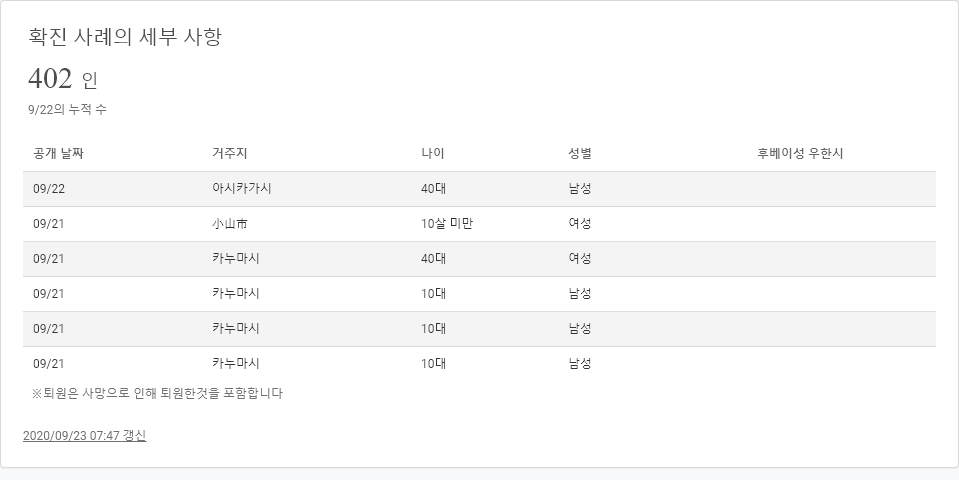 확진 사례의 세부 사항
402 인
9/22의 누적 수
공개 날짜 거주지 나이 성별 후베이성 우한시
09/22 아시카가시 40대 남성
09/21 小山市 10살 미만 여성
09/21 카누마시 40대 여성
09/21 카누마시 10대 남성
09/21 카누마시 10대 남성
09/21 카누마시 10대 남성
※퇴원은 사망으로 인해 퇴원한것을 포함합니다
2020/09/23 07:47 갱신